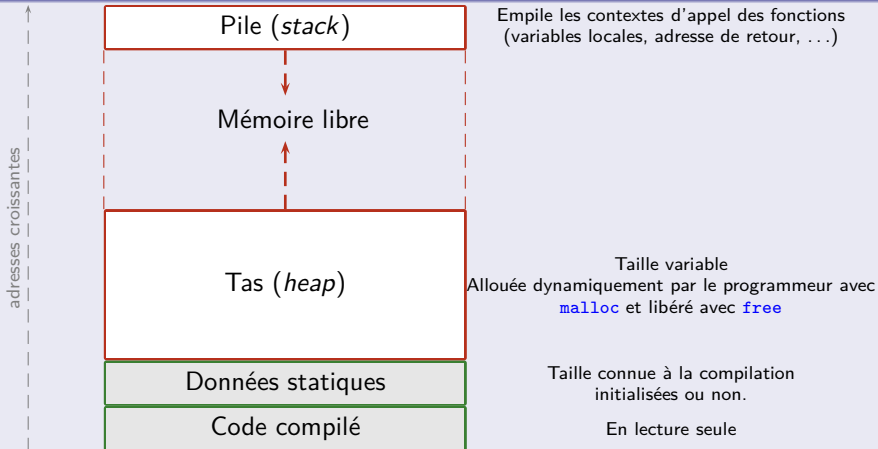 Pile (stack)
Empile les contextes d'appel des fonctions
(variables locales, adresse de retour, ...)
Mémoire libre
adresses croissantes
Tas (heap)
Taille variable
Allouée dynamiquement par le programmeur avec
malloc et libéré avec free
Données statiques
Taille connue à la compilation
initialisées ou non.
Code compilé
En lecture seule